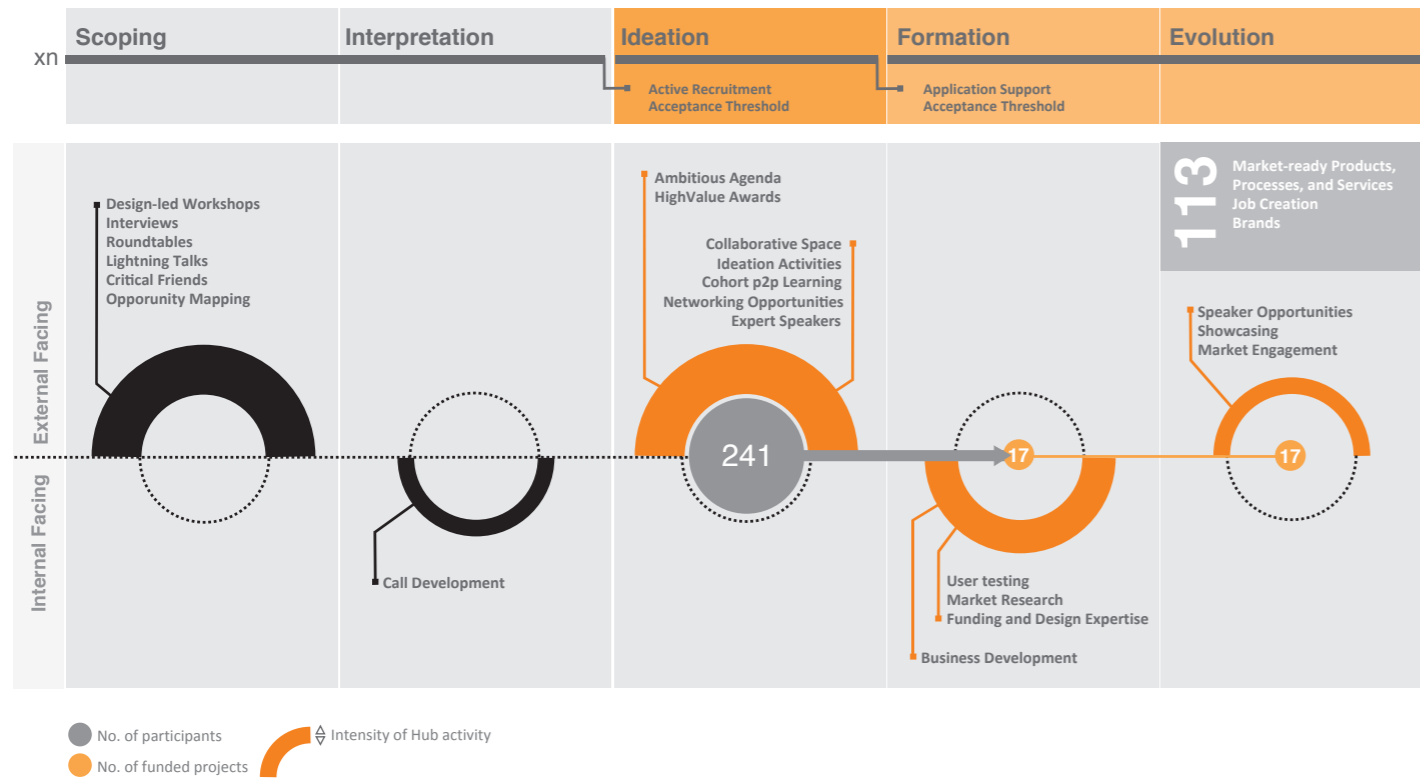 Scoping
Interpretation
Ideation
Formation
Evolution
xn
Active Recruitment
Acceptance Threshold
Application Support
Acceptance Threshold
External Facing
Internal Facing
Design-led Workshops
Interviews
Roundtables
Lightning Talks
Critical Friends
Opporunity Mapping
Call Development
Ambitious Agenda
HighValue Awards
Collaborative Space
Ideation Activities
Cohort p2p Learning
Networking Opportunities
Expert Speakers
241
17
User testing
Market Research
Funding and Design Expertise
Business Development
113
Market-ready Products,
Processes, and Services
Job Creation
Brands
Speaker Opportunities
Showcasing
Market Engagement
17
No. of participants
No. of funded projects
Intensity of Hub activity